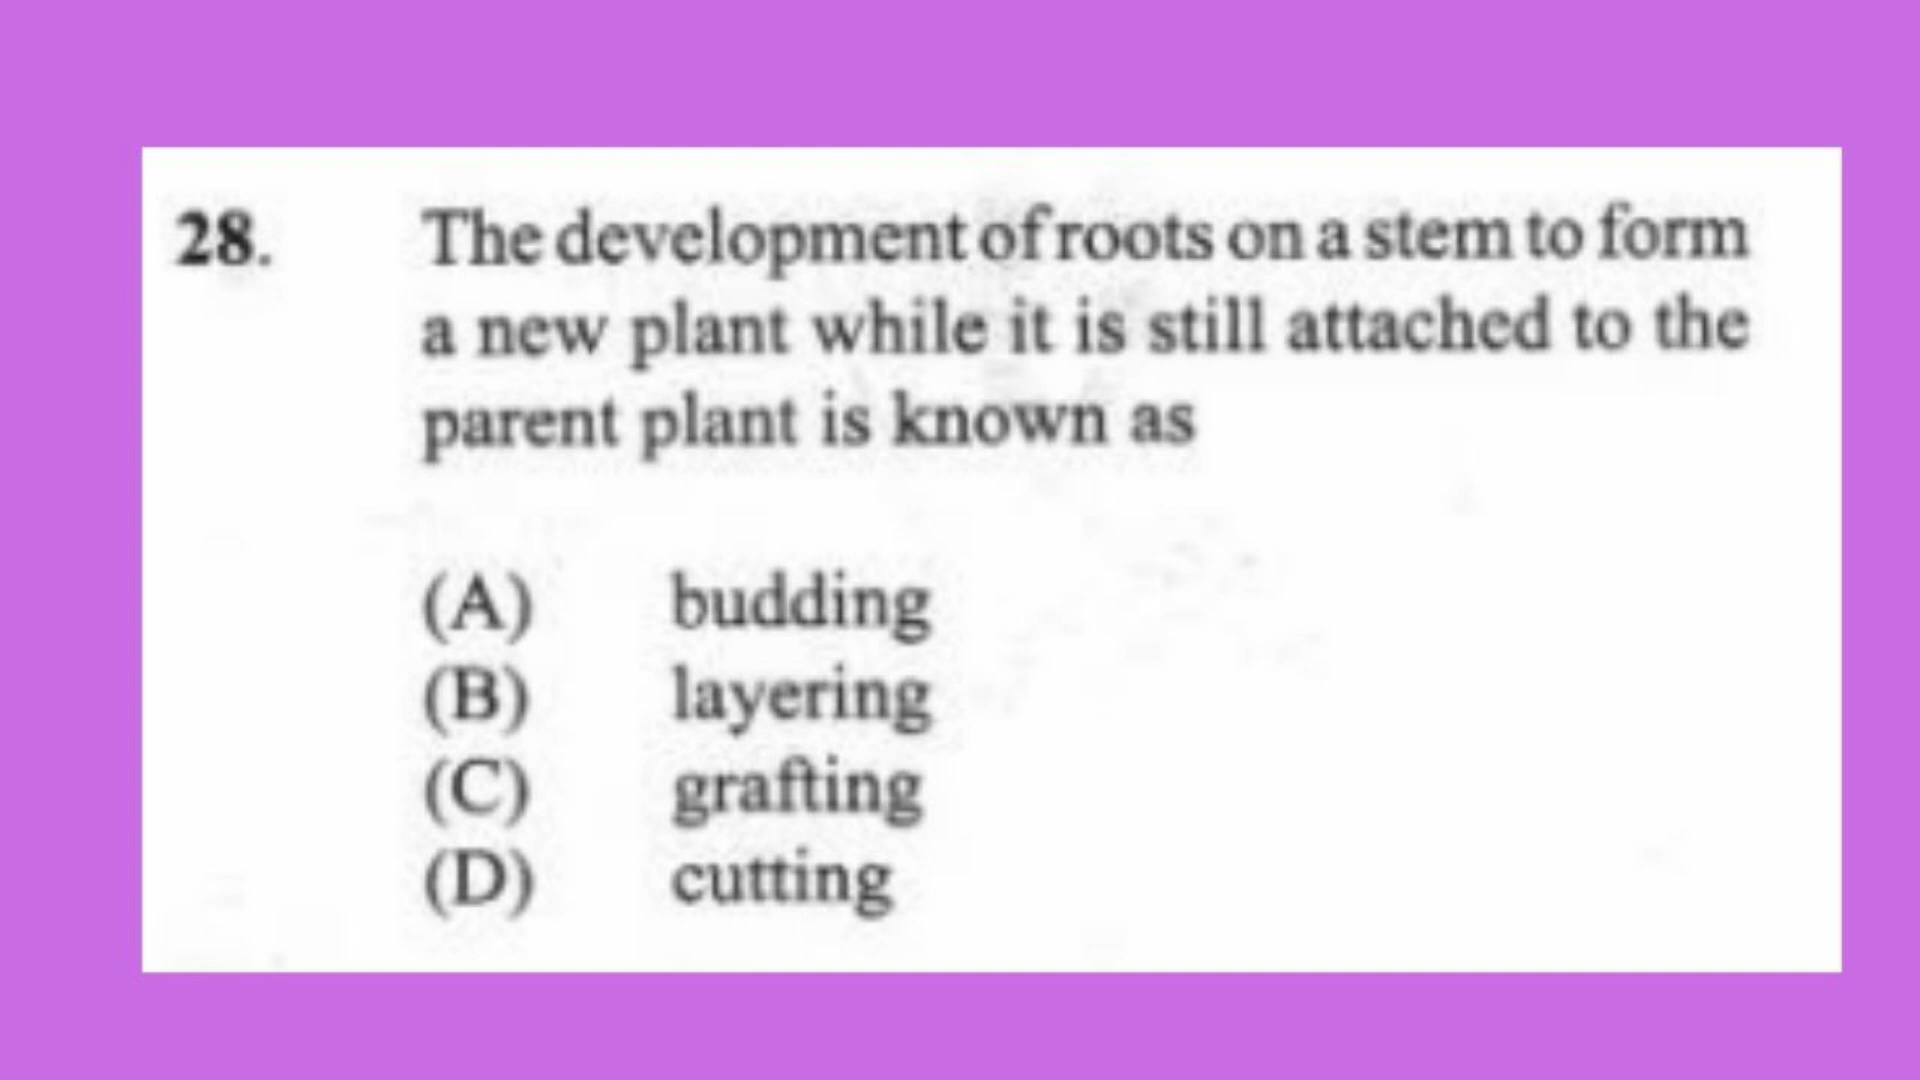 28. The development of roots on a stem to form
a new plant while it is still attached to the
parent plant is known as
(A) budding
(B) layering
(C) grafting
(D) cutting